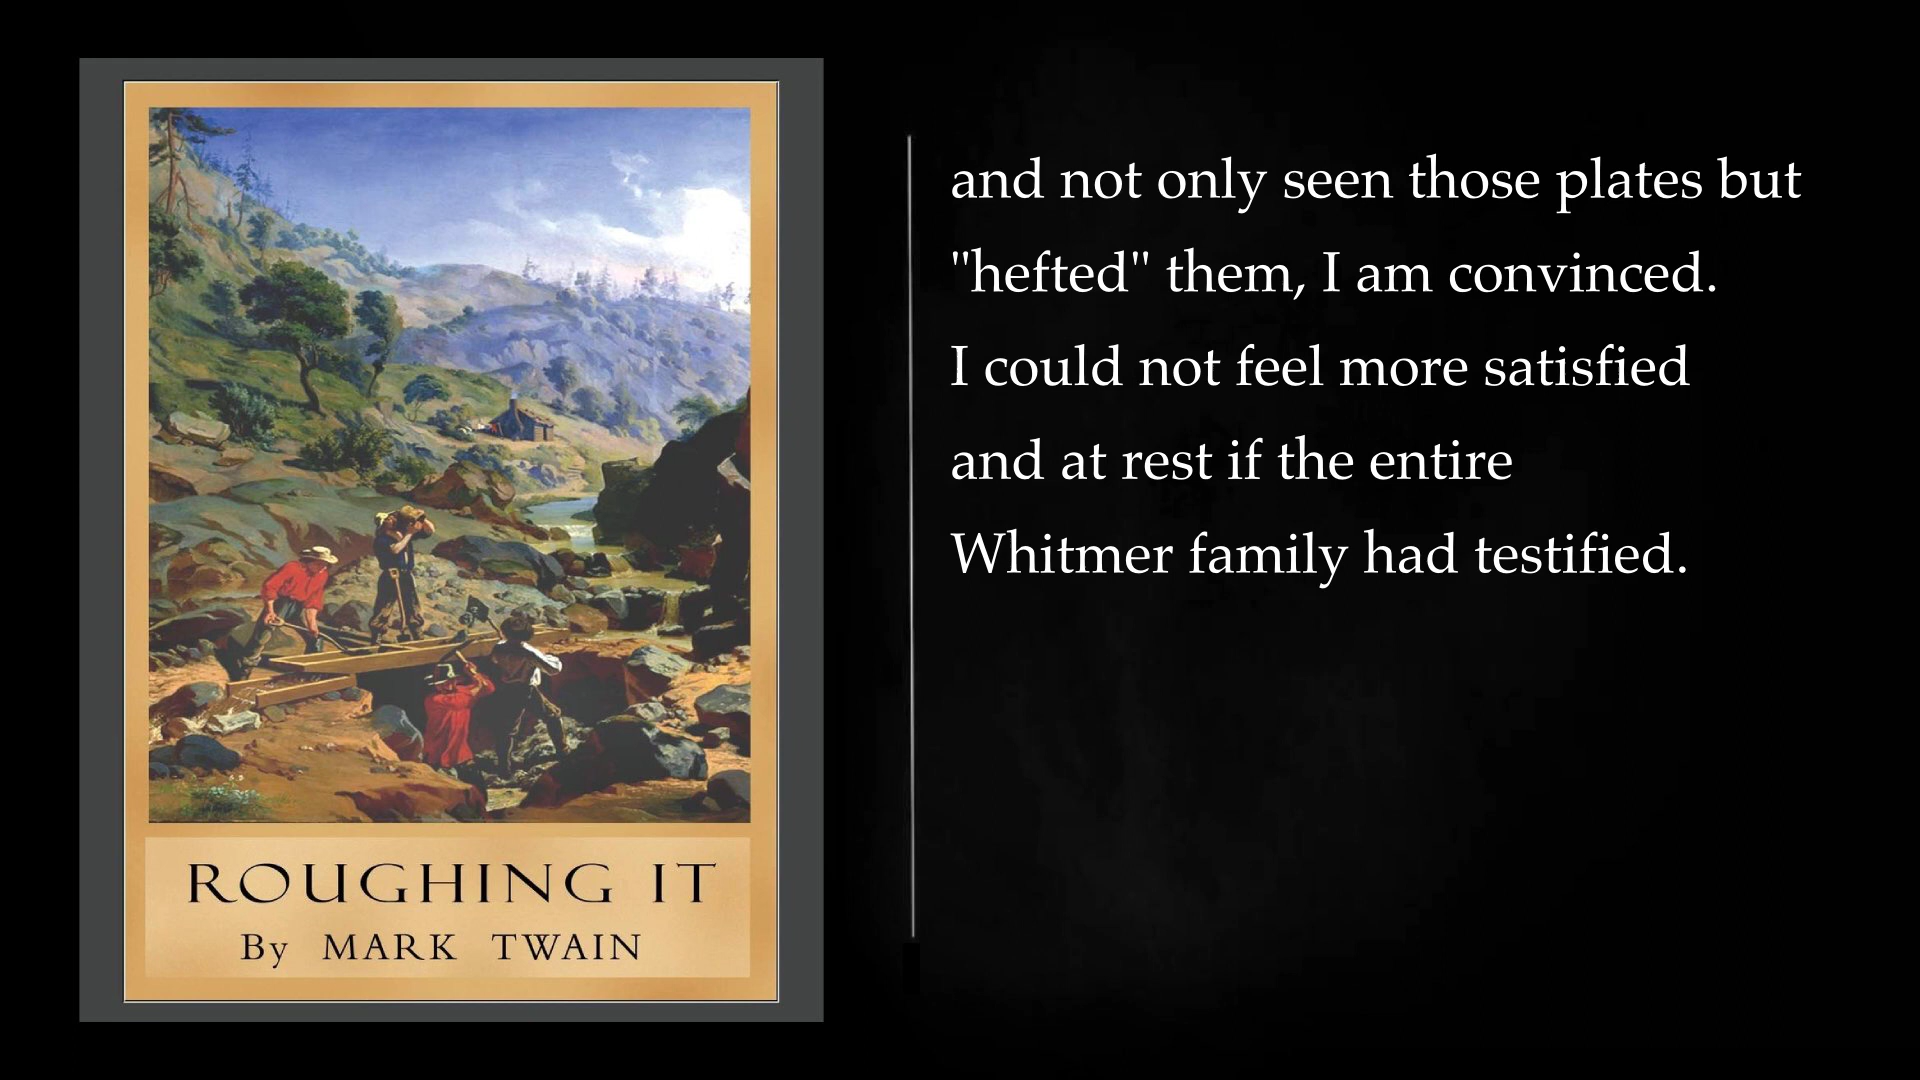 ROUGHING IT
By MARK TWAIN
and not only seen those plates but
"hefted" them, I am convinced.
I could not feel more satisfied
and at rest if the entire
Whitmer family had testified.